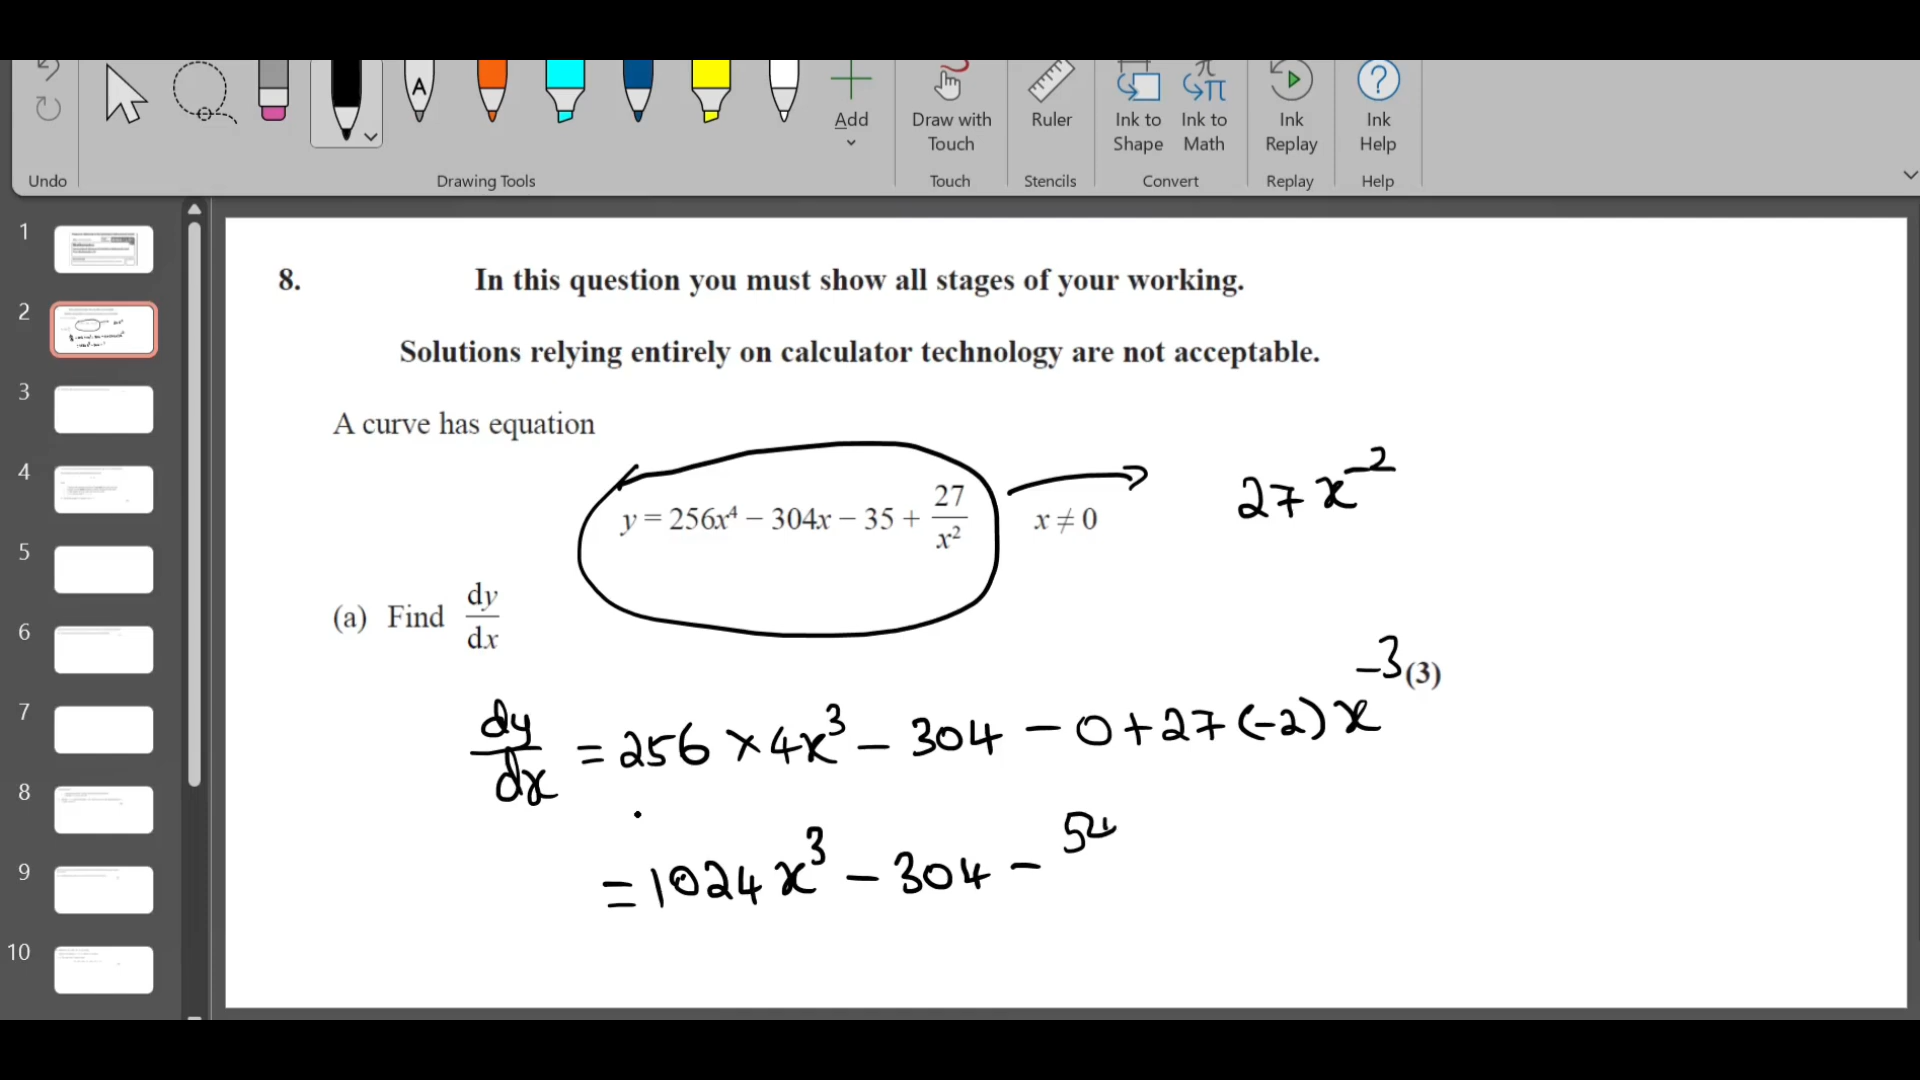 Add
Draw with Touch
Ruler
Ink to Shape
Ink to Math
Ink Replay
Ink Help
Undo
Drawing Tools
Touch
Stencils
Convert
Replay
Help
1
2
3
4
5
6
7
8
9
10
8. In this question you must show all stages of your working.
Solutions relying entirely on calculator technology are not acceptable.
A curve has equation
y = 256x⁴ − 304x − 35 + 27/x² x ≠ 0
27x⁻²
(a) Find dy/dx
(3)
dy/dx = 256 × 4x³ − 304 − 0 + 27(−2)x⁻³
= 1024x³ − 304 − 54